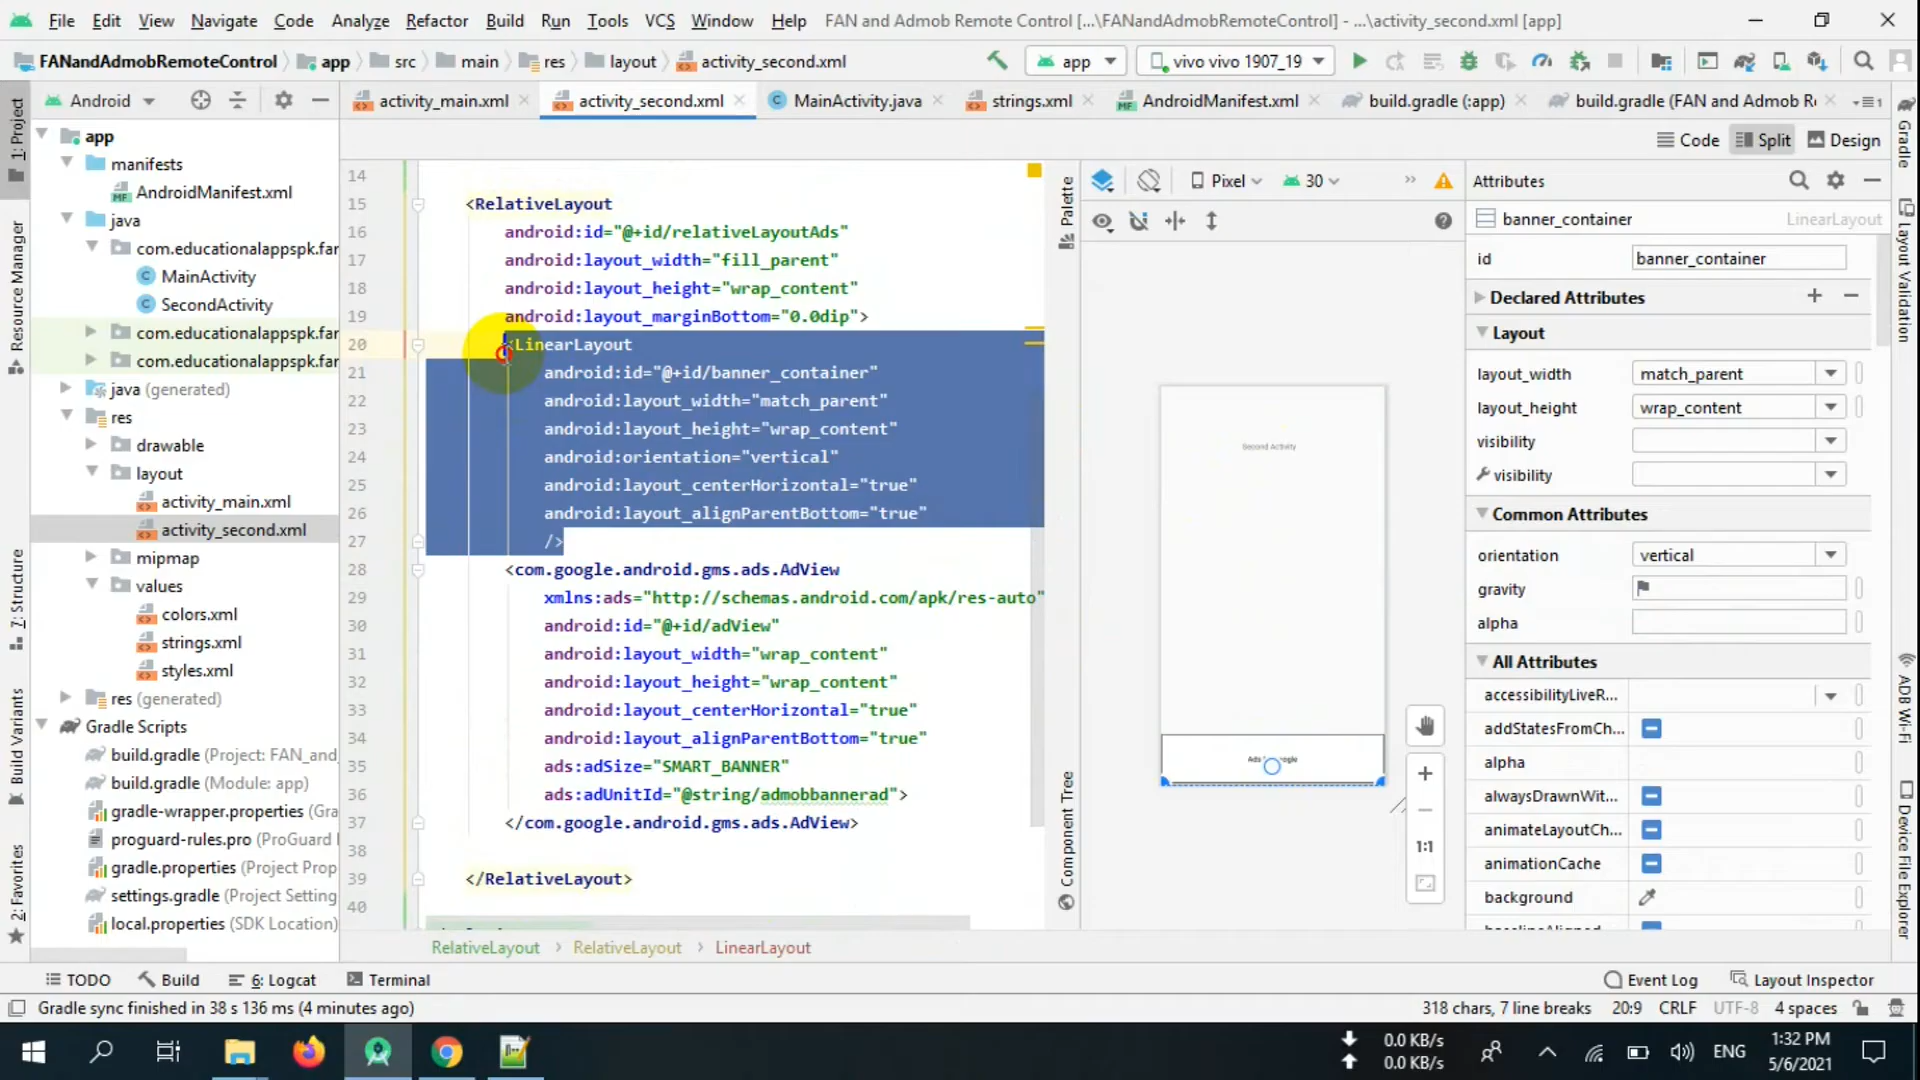 File Edit View Navigate Code Analyze Refactor Build Run Tools VCS Window Help FAN and Admob Remote Control [...\FANandAdmobRemoteControl] - ...\activity_second.xml [app]
FANandAdmobRemoteControl app src main res layout activity_second.xml app vivo vivo 1907_19
Android activity_main.xml activity_second.xml MainActivity.java strings.xml AndroidManifest.xml build.gradle (:app) build.gradle (FAN and Admob R
Code Split Design
1: Project
Resource Manager
7: Structure
Build Variants
2: Favorites
app
manifests
AndroidManifest.xml
java
com.educationalappspk.far
MainActivity
SecondActivity
com.educationalappspk.far
com.educationalappspk.far
java (generated)
res
drawable
layout
activity_main.xml
activity_second.xml
mipmap
values
colors.xml
strings.xml
styles.xml
res (generated)
Gradle Scripts
build.gradle (Project: FAN_and_
build.gradle (Module: app)
gradle-wrapper.properties (Gra
proguard-rules.pro (ProGuard
gradle.properties (Project Prop
settings.gradle (Project Setting
local.properties (SDK Location)
14
15 <RelativeLayout
16 android:id="@+id/relativeLayoutAds"
17 android:layout_width="fill_parent"
18 android:layout_height="wrap_content"
19 android:layout_marginBottom="0.0dip">
20 <LinearLayout
21 android:id="@+id/banner_container"
22 android:layout_width="match_parent"
23 android:layout_height="wrap_content"
24 android:orientation="vertical"
25 android:layout_centerHorizontal="true"
26 android:layout_alignParentBottom="true"
27 />
28 <com.google.android.gms.ads.AdView
29 xmlns:ads="http://schemas.android.com/apk/res-auto"
30 android:id="@+id/adView"
31 android:layout_width="wrap_content"
32 android:layout_height="wrap_content"
33 android:layout_centerHorizontal="true"
34 android:layout_alignParentBottom="true"
35 ads:adSize="SMART_BANNER"
36 ads:adUnitId="@string/admobbannerad">
37 </com.google.android.gms.ads.AdView>
38
39 </RelativeLayout>
40
RelativeLayout > RelativeLayout > LinearLayout
Palette
Component Tree
Pixel 30
Second Activity
1:1
Attributes
banner_container LinearLayout
id banner_container
Declared Attributes
Layout
layout_width match_parent
layout_height wrap_content
visibility
visibility
Common Attributes
orientation vertical
gravity
alpha
All Attributes
accessibilityLiveR...
addStatesFromCh...
alpha
alwaysDrawnWit...
animateLayoutCh...
animationCache
background
Gradle
Layout Validation
ADB Wi-Fi
Device File Explorer
TODO Build 6: Logcat Terminal Event Log Layout Inspector
Gradle sync finished in 38 s 136 ms (4 minutes ago) 318 chars, 7 line breaks 20:9 CRLF UTF-8 4 spaces
0.0 KB/s
0.0 KB/s
ENG
1:32 PM
5/6/2021